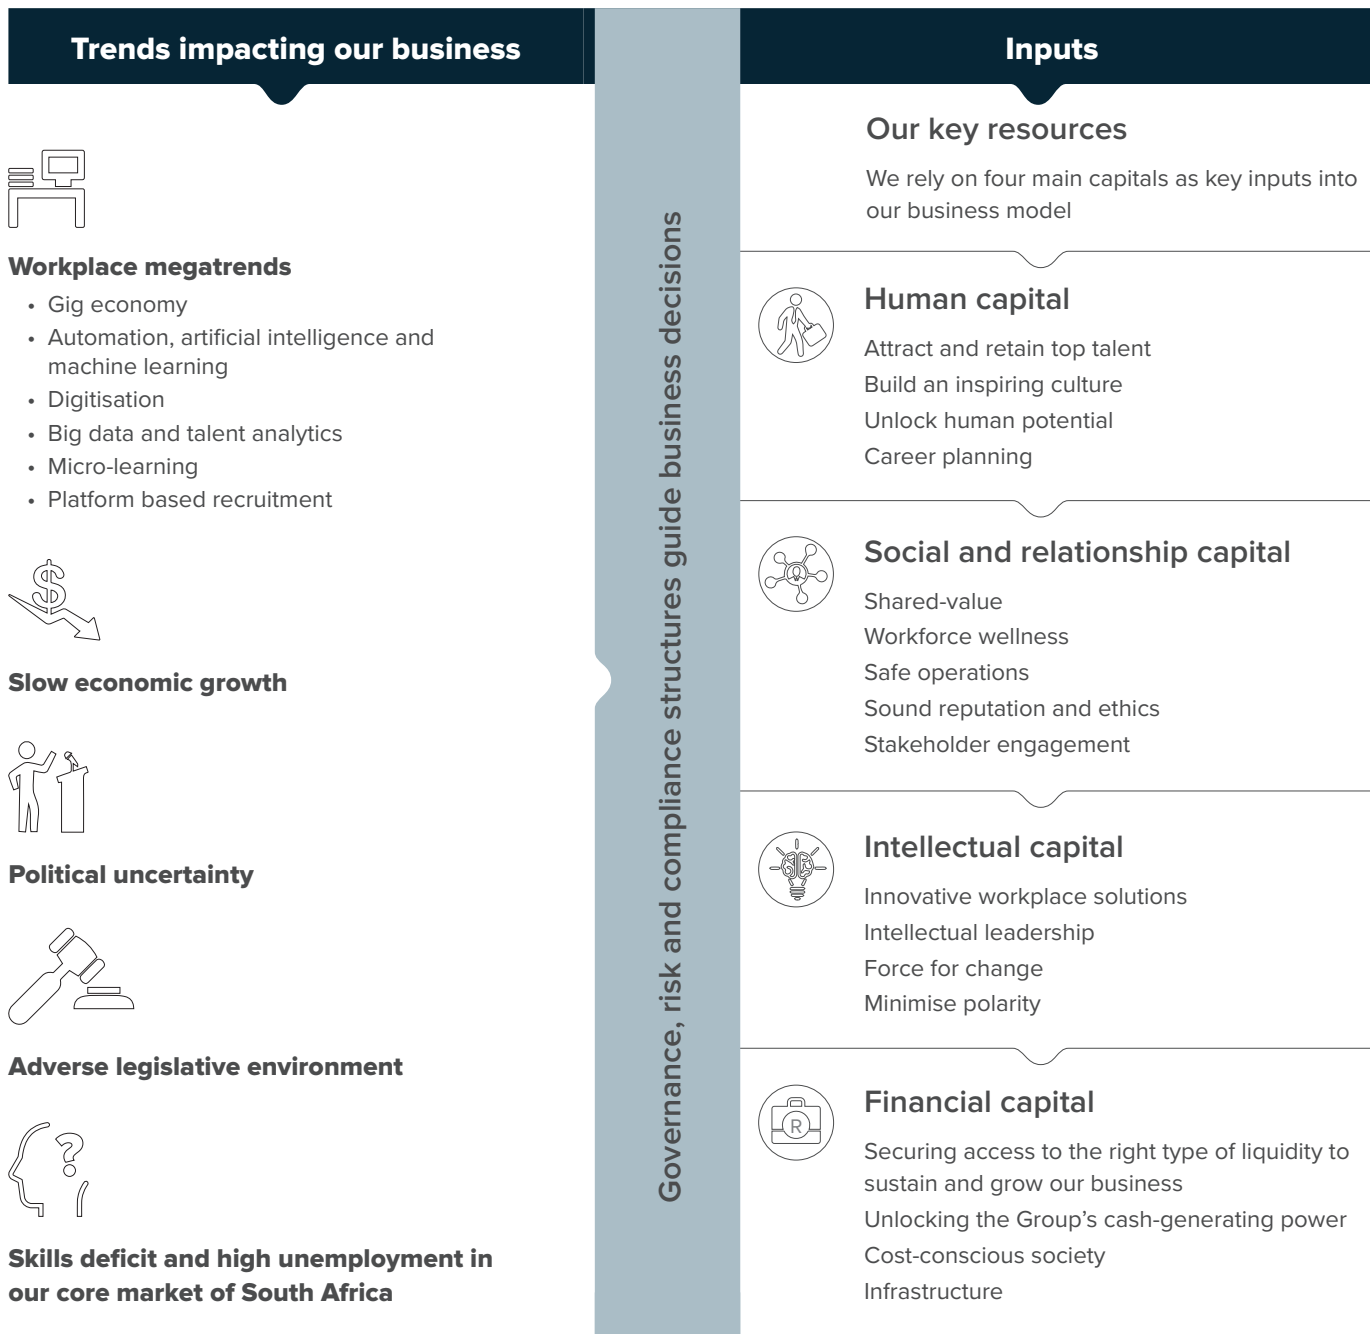 Trends impacting our business
Workplace megatrends
• Gig economy
• Automation, artificial intelligence and
machine learning
• Digitisation
• Big data and talent analytics
• Micro-learning
• Platform based recruitment
$
Slow economic growth
Political uncertainty
Adverse legislative environment
?
Skills deficit and high unemployment in
our core market of South Africa
Governance, risk and compliance structures guide business decisions
Inputs
Our key resources
We rely on four main capitals as key inputs into
our business model
Human capital
Attract and retain top talent
Build an inspiring culture
Unlock human potential
Career planning
Social and relationship capital
Shared-value
Workforce wellness
Safe operations
Sound reputation and ethics
Stakeholder engagement
Intellectual capital
Innovative workplace solutions
Intellectual leadership
Force for change
Minimise polarity
R
Financial capital
Securing access to the right type of liquidity to
sustain and grow our business
Unlocking the Group’s cash-generating power
Cost-conscious society
Infrastructure